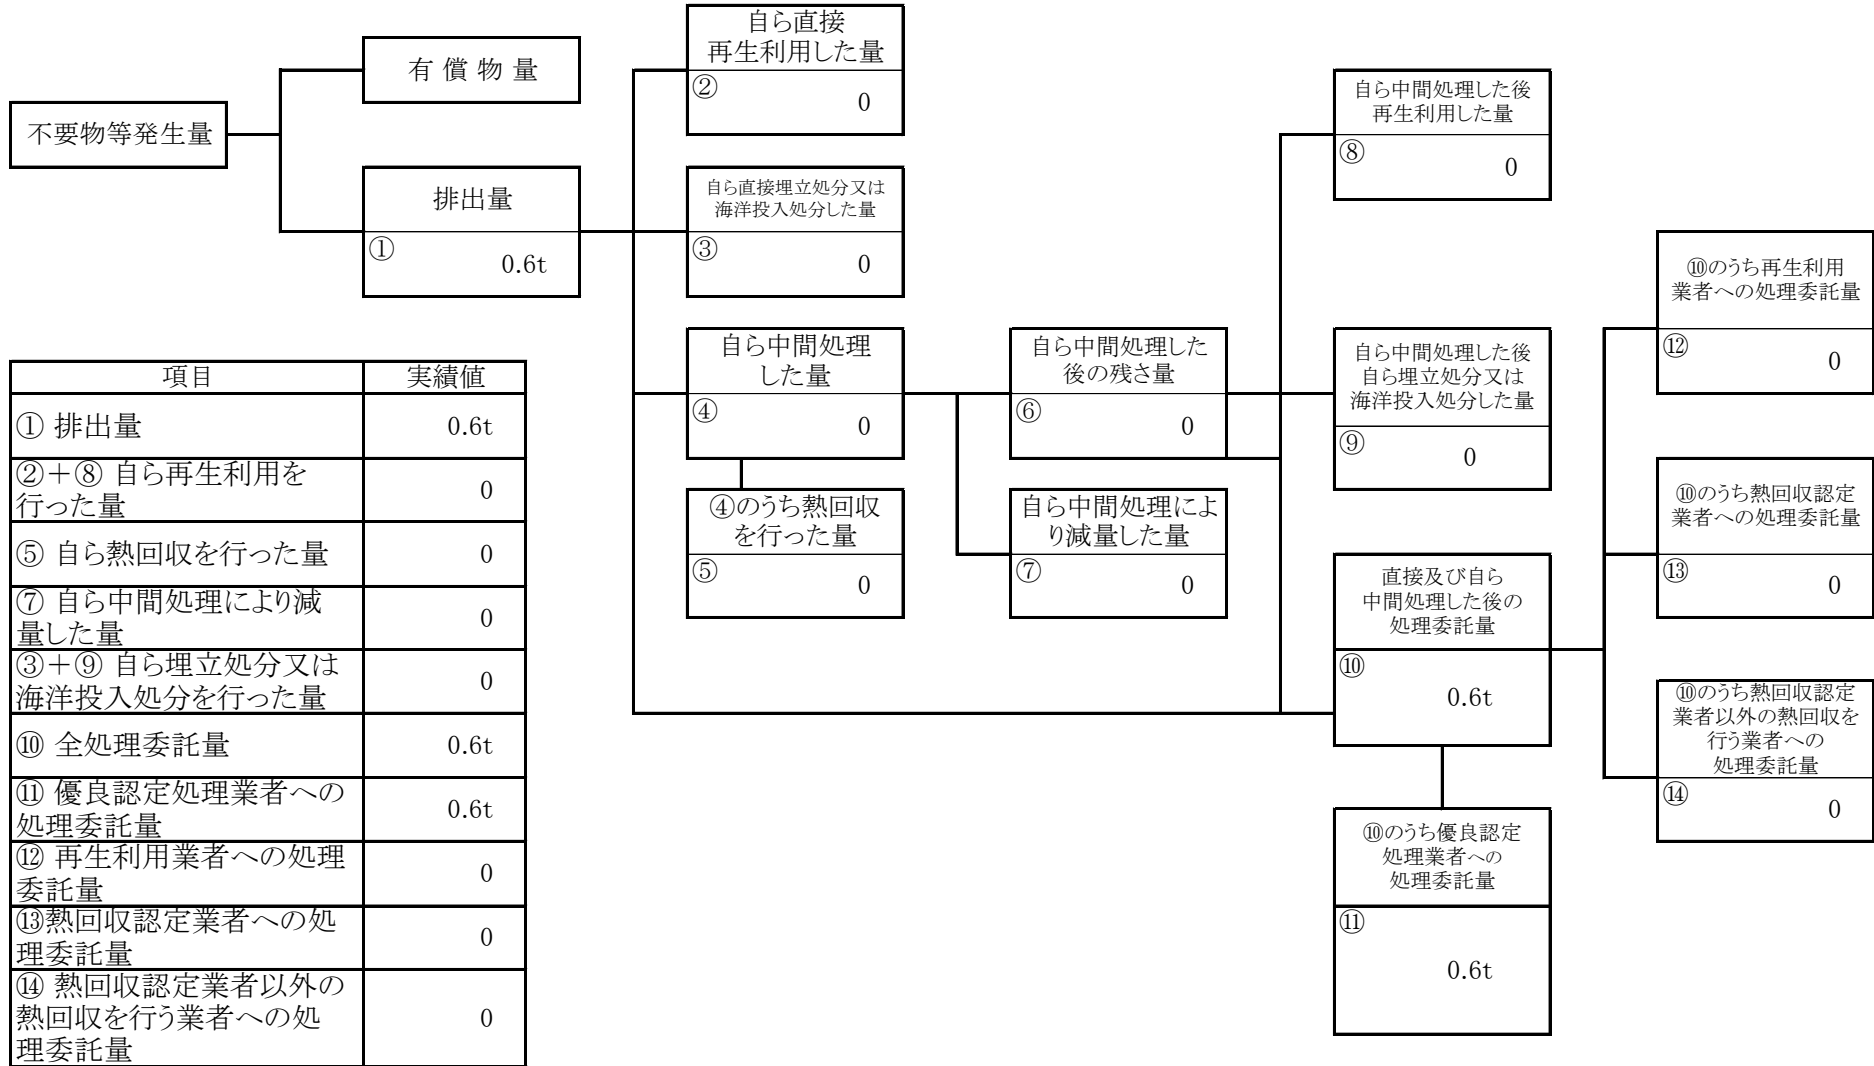 不要物等発生量
有 償 物 量
排出量
①
0.6t
自ら直接
再生利用した量
②
0
自ら直接埋立処分又は
海洋投入処分した量
③
0
自ら中間処理
した量
④
0
④のうち熱回収
を行った量
⑤
0
自ら中間処理した
後の残さ量
⑥
0
自ら中間処理によ
り減量した量
⑦
0
自ら中間処理した後
再生利用した量
⑧
0
自ら中間処理した後
自ら埋立処分又は
海洋投入処分した量
⑨
0
直接及び自ら
中間処理した後の
処理委託量
⑩
0.6t
⑩のうち優良認定
処理業者への
処理委託量
⑪
0.6t
⑩のうち再生利用
業者への処理委託量
⑫
0
⑩のうち熱回収認定
業者への処理委託量
⑬
0
⑩のうち熱回収認定
業者以外の熱回収を
行う業者への
処理委託量
⑭
0
項目 実績値
① 排出量 0.6t
②＋⑧ 自ら再生利用を
行った量 0
⑤ 自ら熱回収を行った量 0
⑦ 自ら中間処理により減
量した量 0
③＋⑨ 自ら埋立処分又は
海洋投入処分を行った量 0
⑩ 全処理委託量 0.6t
⑪ 優良認定処理業者への
処理委託量 0.6t
⑫ 再生利用業者への処理
委託量 0
⑬熱回収認定業者への処
理委託量 0
⑭ 熱回収認定業者以外の
熱回収を行う業者への処
理委託量 0